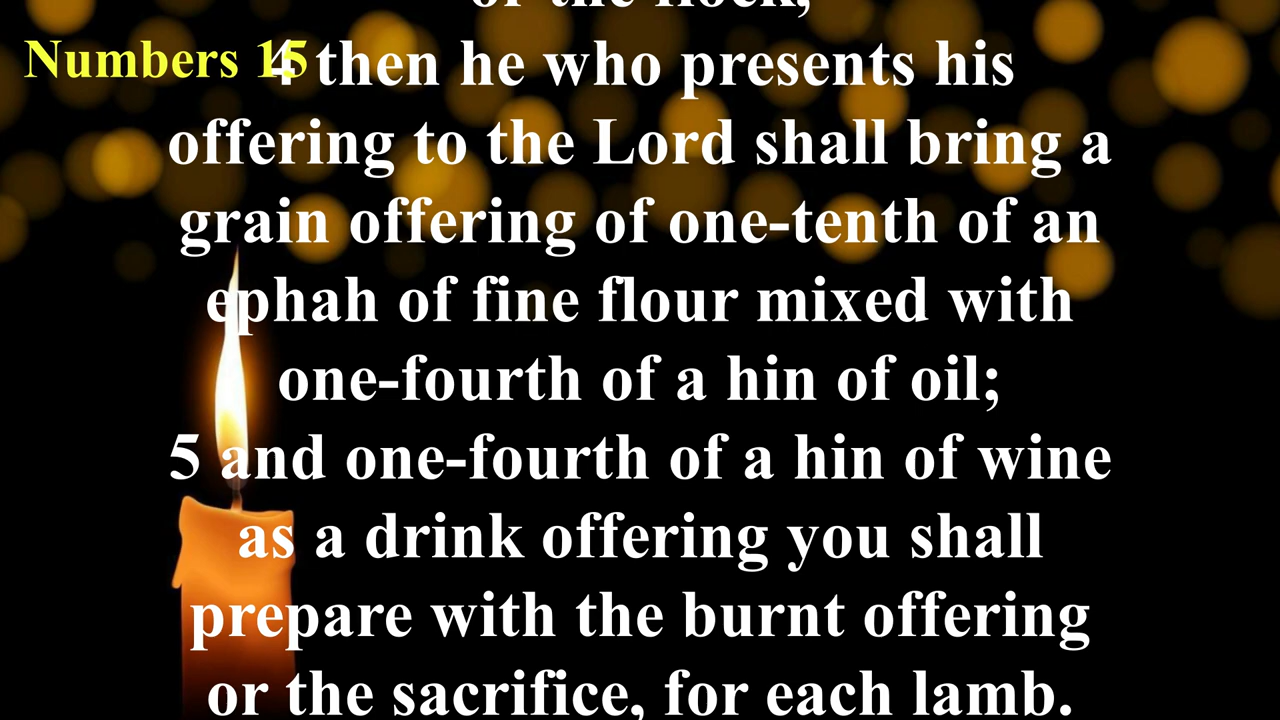 or the flock,
Numbers 15
4 then he who presents his
offering to the Lord shall bring a
grain offering of one-tenth of an
ephah of fine flour mixed with
one-fourth of a hin of oil;
5 and one-fourth of a hin of wine
as a drink offering you shall
prepare with the burnt offering
or the sacrifice, for each lamb.